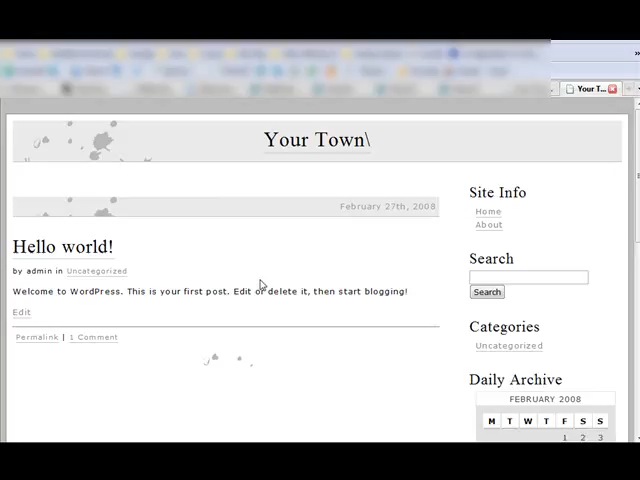 Your T...
Your Town\
February 27th, 2008
Hello world!
by admin in Uncategorized
Welcome to WordPress. This is your first post. Edit or delete it, then start blogging!
Edit
Permalink | 1 Comment
Site Info
Home
About
Search
Search
Categories
Uncategorized
Daily Archive
FEBRUARY 2008
M T W T F S S
1 2 3